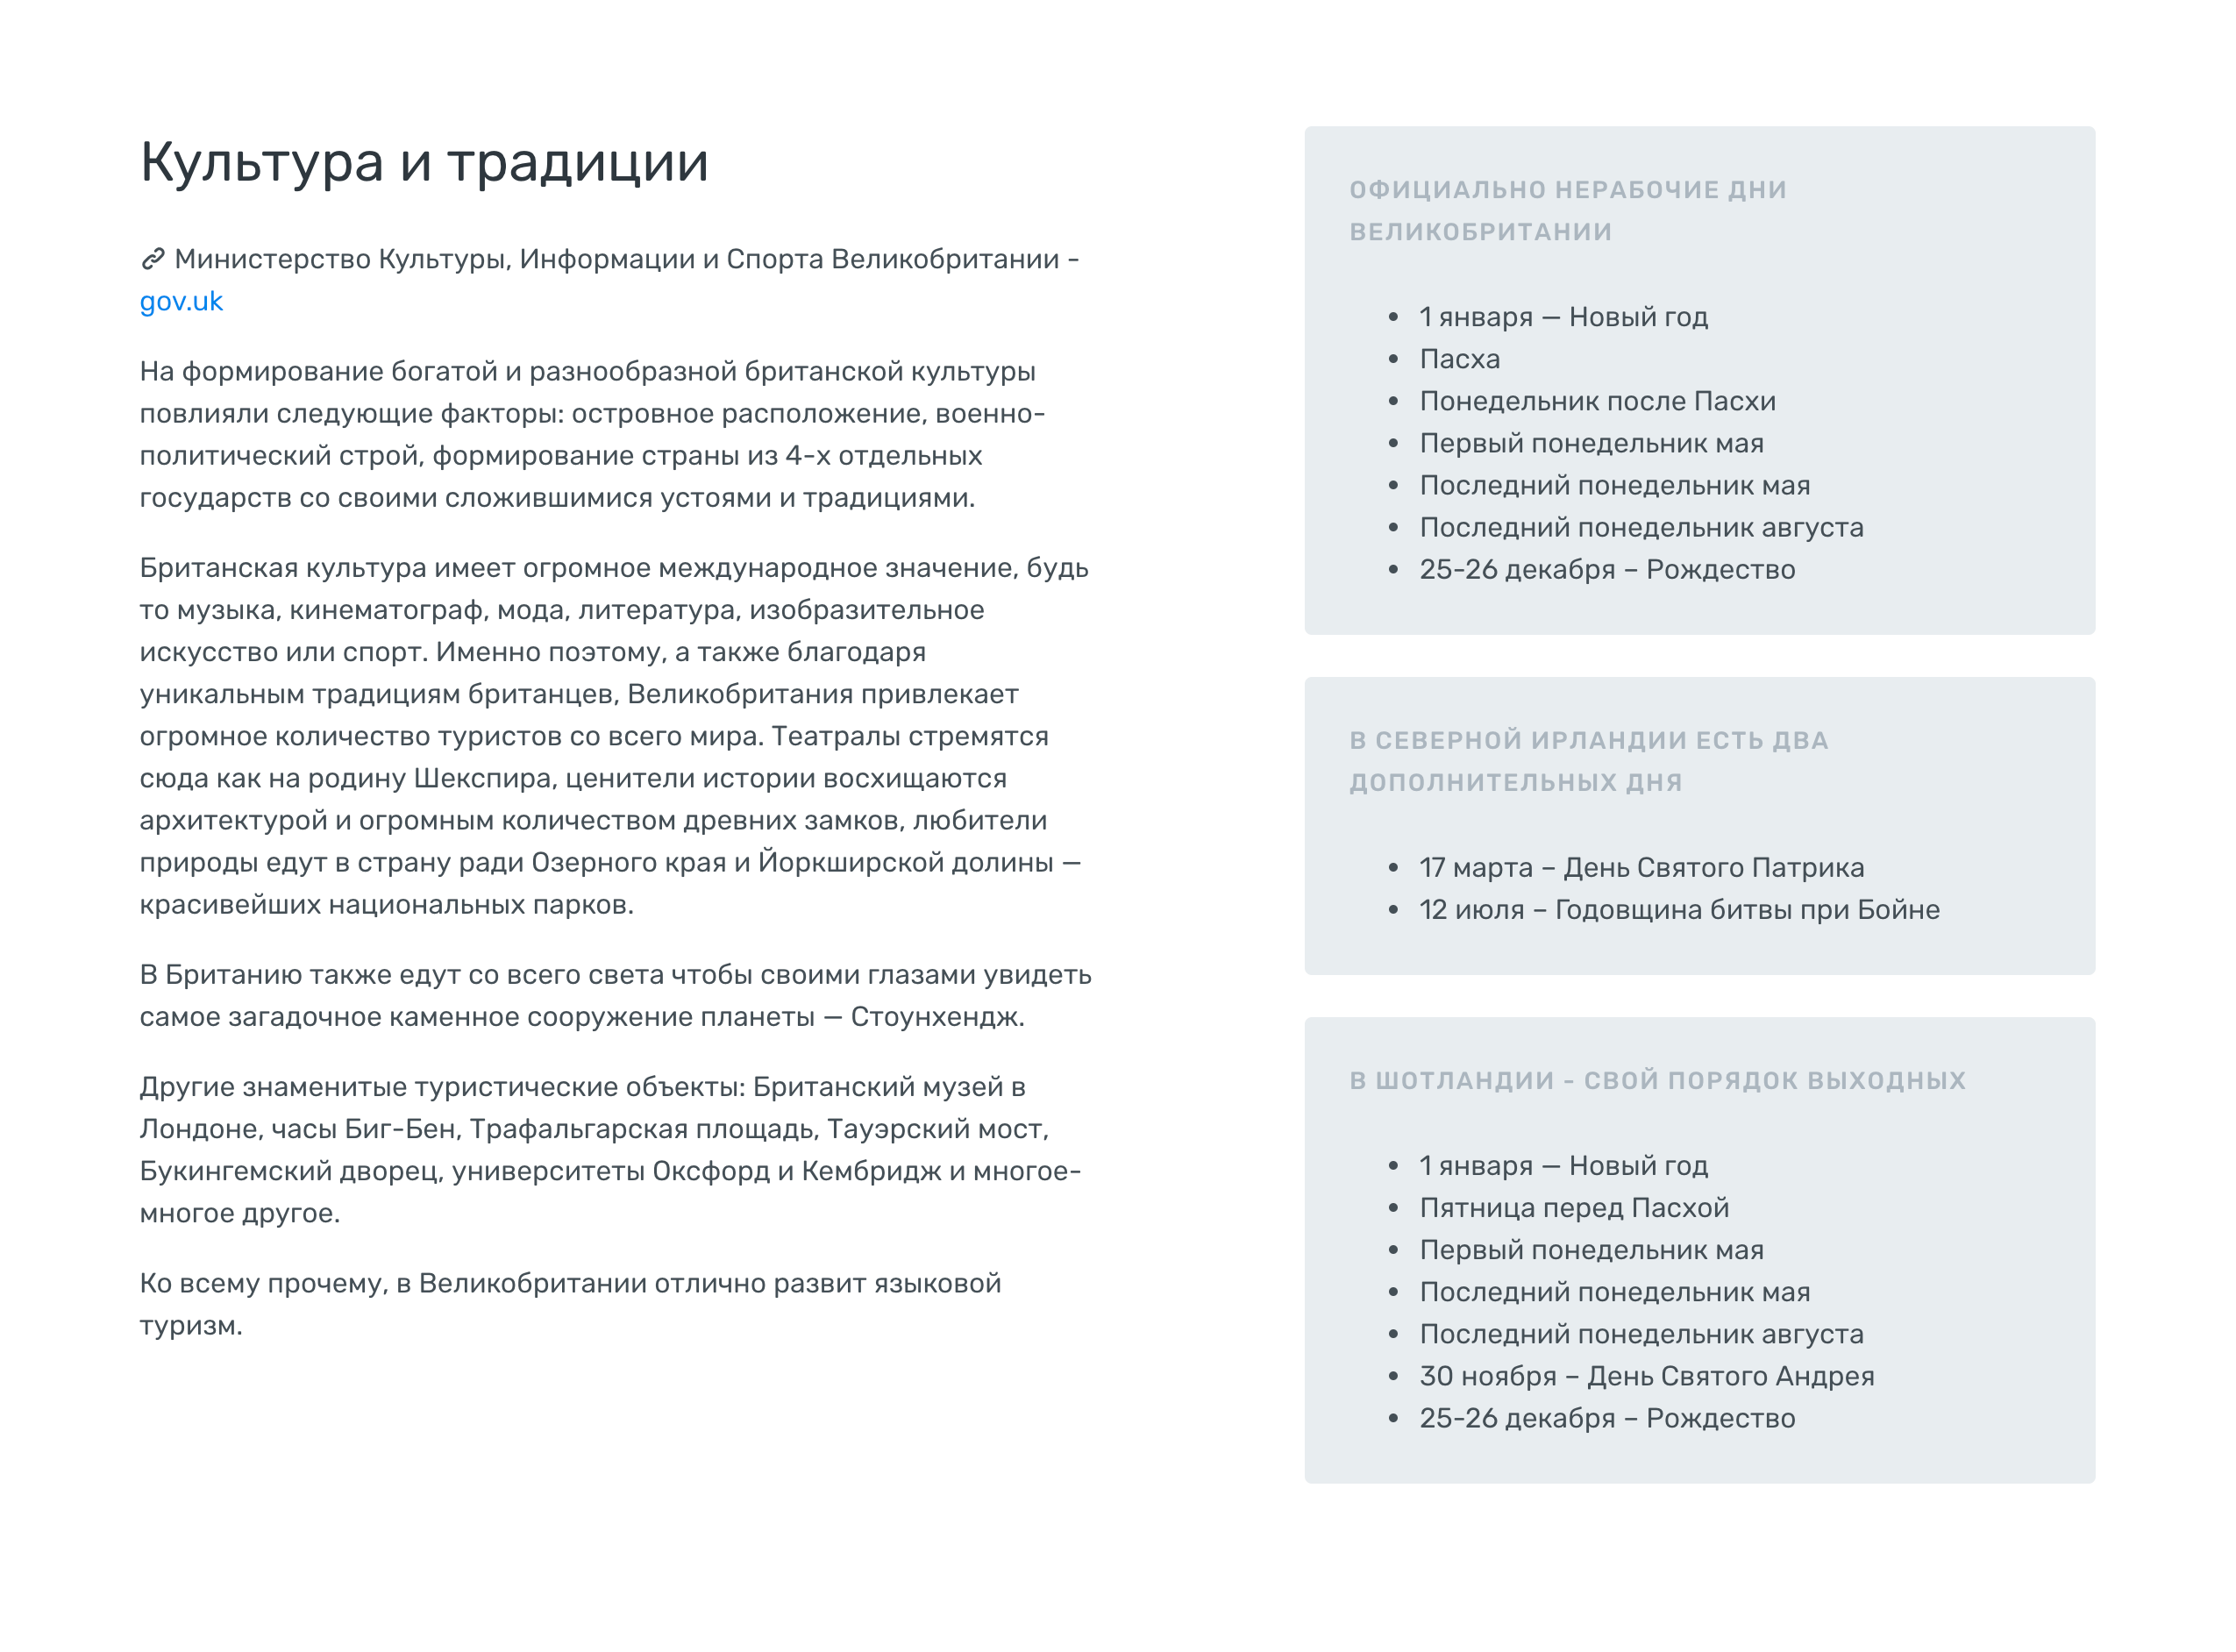 Культура и традиции
Министерство Культуры, Информации и Спорта Великобритании -
gov.uk
На формирование богатой и разнообразной британской культуры
повлияли следующие факторы: островное расположение, военно-
политический строй, формирование страны из 4-х отдельных
государств со своими сложившимися устоями и традициями.
Британская культура имеет огромное международное значение, будь
то музыка, кинематограф, мода, литература, изобразительное
искусство или спорт. Именно поэтому, а также благодаря
уникальным традициям британцев, Великобритания привлекает
огромное количество туристов со всего мира. Театралы стремятся
сюда как на родину Шекспира, ценители истории восхищаются
архитектурой и огромным количеством древних замков, любители
природы едут в страну ради Озерного края и Йоркширской долины —
красивейших национальных парков.
В Британию также едут со всего света чтобы своими глазами увидеть
самое загадочное каменное сооружение планеты — Стоунхендж.
Другие знаменитые туристические объекты: Британский музей в
Лондоне, часы Биг-Бен, Трафальгарская площадь, Тауэрский мост,
Букингемский дворец, университеты Оксфорд и Кембридж и многое-
многое другое.
Ко всему прочему, в Великобритании отлично развит языковой
туризм.
ОФИЦИАЛЬНО НЕРАБОЧИЕ ДНИ
ВЕЛИКОБРИТАНИИ
• 1 января — Новый год
• Пасха
• Понедельник после Пасхи
• Первый понедельник мая
• Последний понедельник мая
• Последний понедельник августа
• 25-26 декабря – Рождество
В СЕВЕРНОЙ ИРЛАНДИИ ЕСТЬ ДВА
ДОПОЛНИТЕЛЬНЫХ ДНЯ
• 17 марта – День Святого Патрика
• 12 июля – Годовщина битвы при Бойне
В ШОТЛАНДИИ - СВОЙ ПОРЯДОК ВЫХОДНЫХ
• 1 января — Новый год
• Пятница перед Пасхой
• Первый понедельник мая
• Последний понедельник мая
• Последний понедельник августа
• 30 ноября – День Святого Андрея
• 25-26 декабря – Рождество